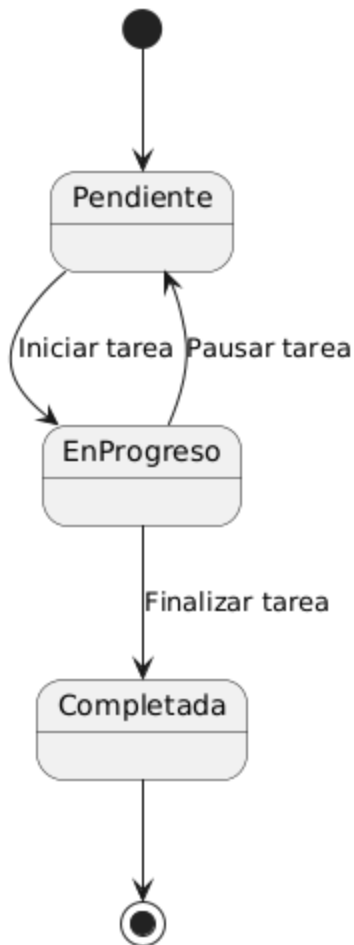 Pendiente
Iniciar tarea
Pausar tarea
EnProgreso
Finalizar tarea
Completada